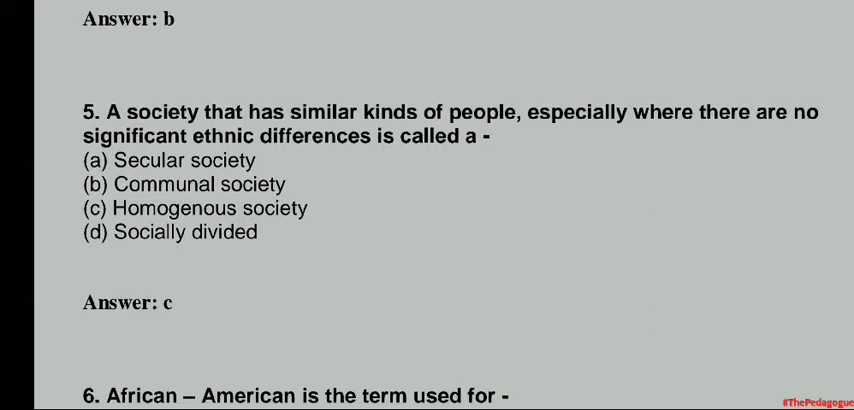 Answer: b
5. A society that has similar kinds of people, especially where there are no
significant ethnic differences is called a -
(a) Secular society
(b) Communal society
(c) Homogenous society
(d) Socially divided
Answer: c
6. African – American is the term used for -
#ThePedagogue